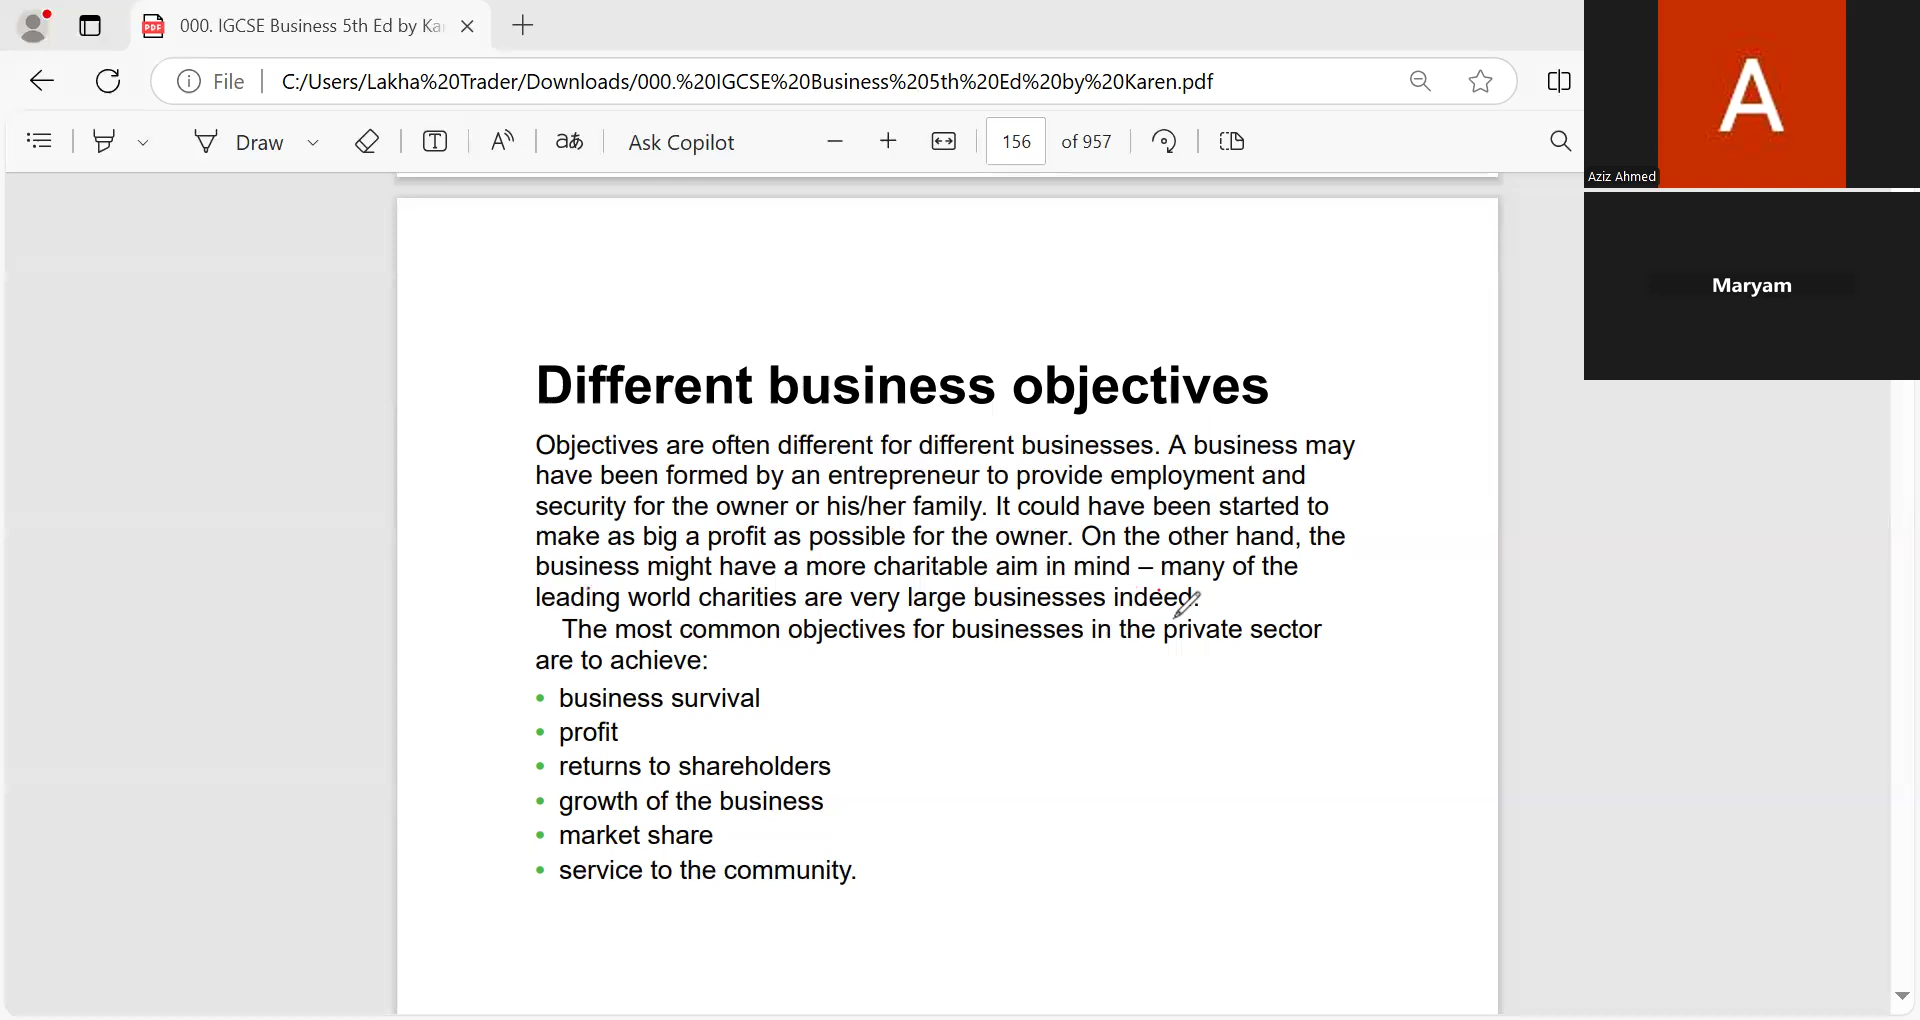 000. IGCSE Business 5th Ed by Ka
File
C:/Users/Lakha%20Trader/Downloads/000.%20IGCSE%20Business%205th%20Ed%20by%20Karen.pdf
Draw
A
aあ
Ask Copilot
156
of 957
A
Aziz Ahmed
Maryam
Different business objectives
Objectives are often different for different businesses. A business may
have been formed by an entrepreneur to provide employment and
security for the owner or his/her family. It could have been started to
make as big a profit as possible for the owner. On the other hand, the
business might have a more charitable aim in mind – many of the
leading world charities are very large businesses indeed.
The most common objectives for businesses in the private sector
are to achieve:
• business survival
• profit
• returns to shareholders
• growth of the business
• market share
• service to the community.